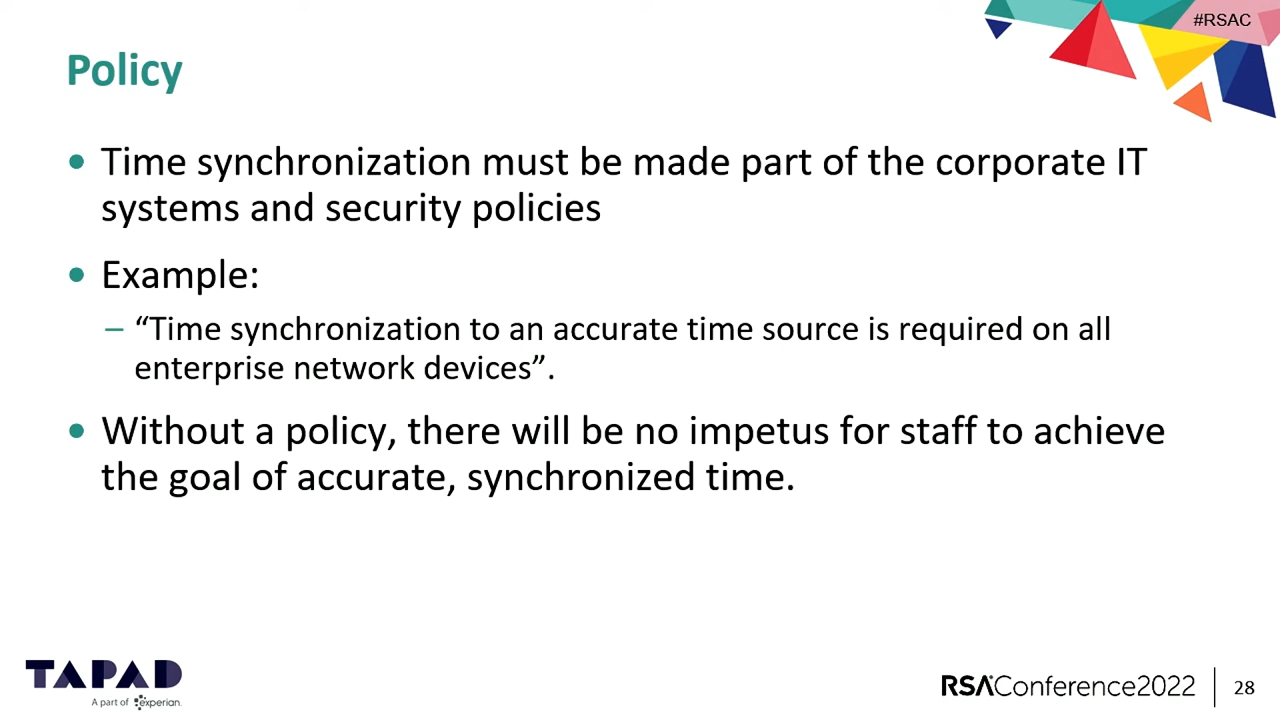 #RSAC
Policy
• Time synchronization must be made part of the corporate IT
systems and security policies
• Example:
– “Time synchronization to an accurate time source is required on all
enterprise network devices”.
• Without a policy, there will be no impetus for staff to achieve
the goal of accurate, synchronized time.
TAPAD
A part of experian.
RSAConference2022
28